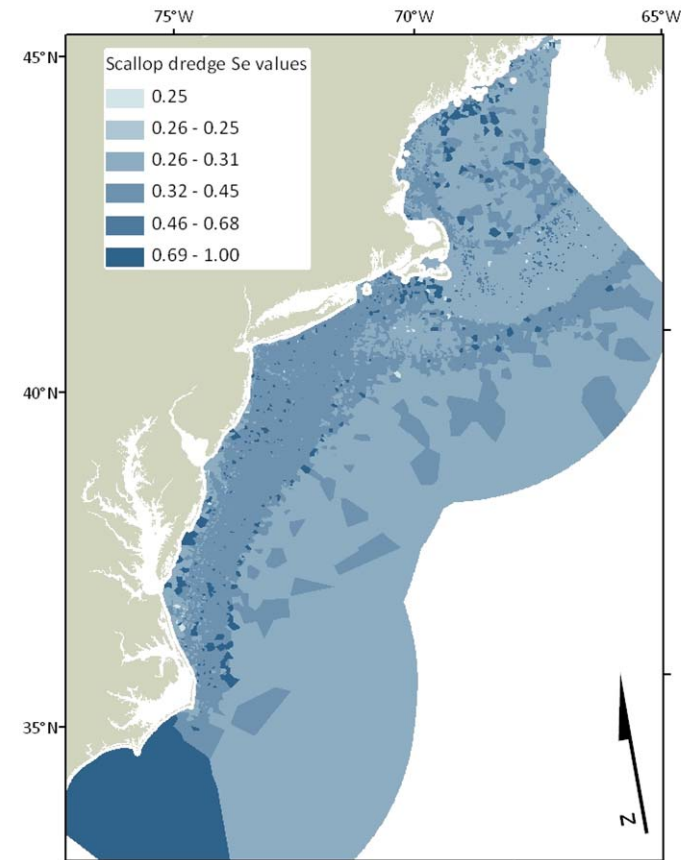 75°W 70°W 65°W
45°N
Scallop dredge Se values
0.25
0.26 - 0.25
0.26 - 0.31
0.32 - 0.45
0.46 - 0.68
0.69 - 1.00
40°N
35°N
N